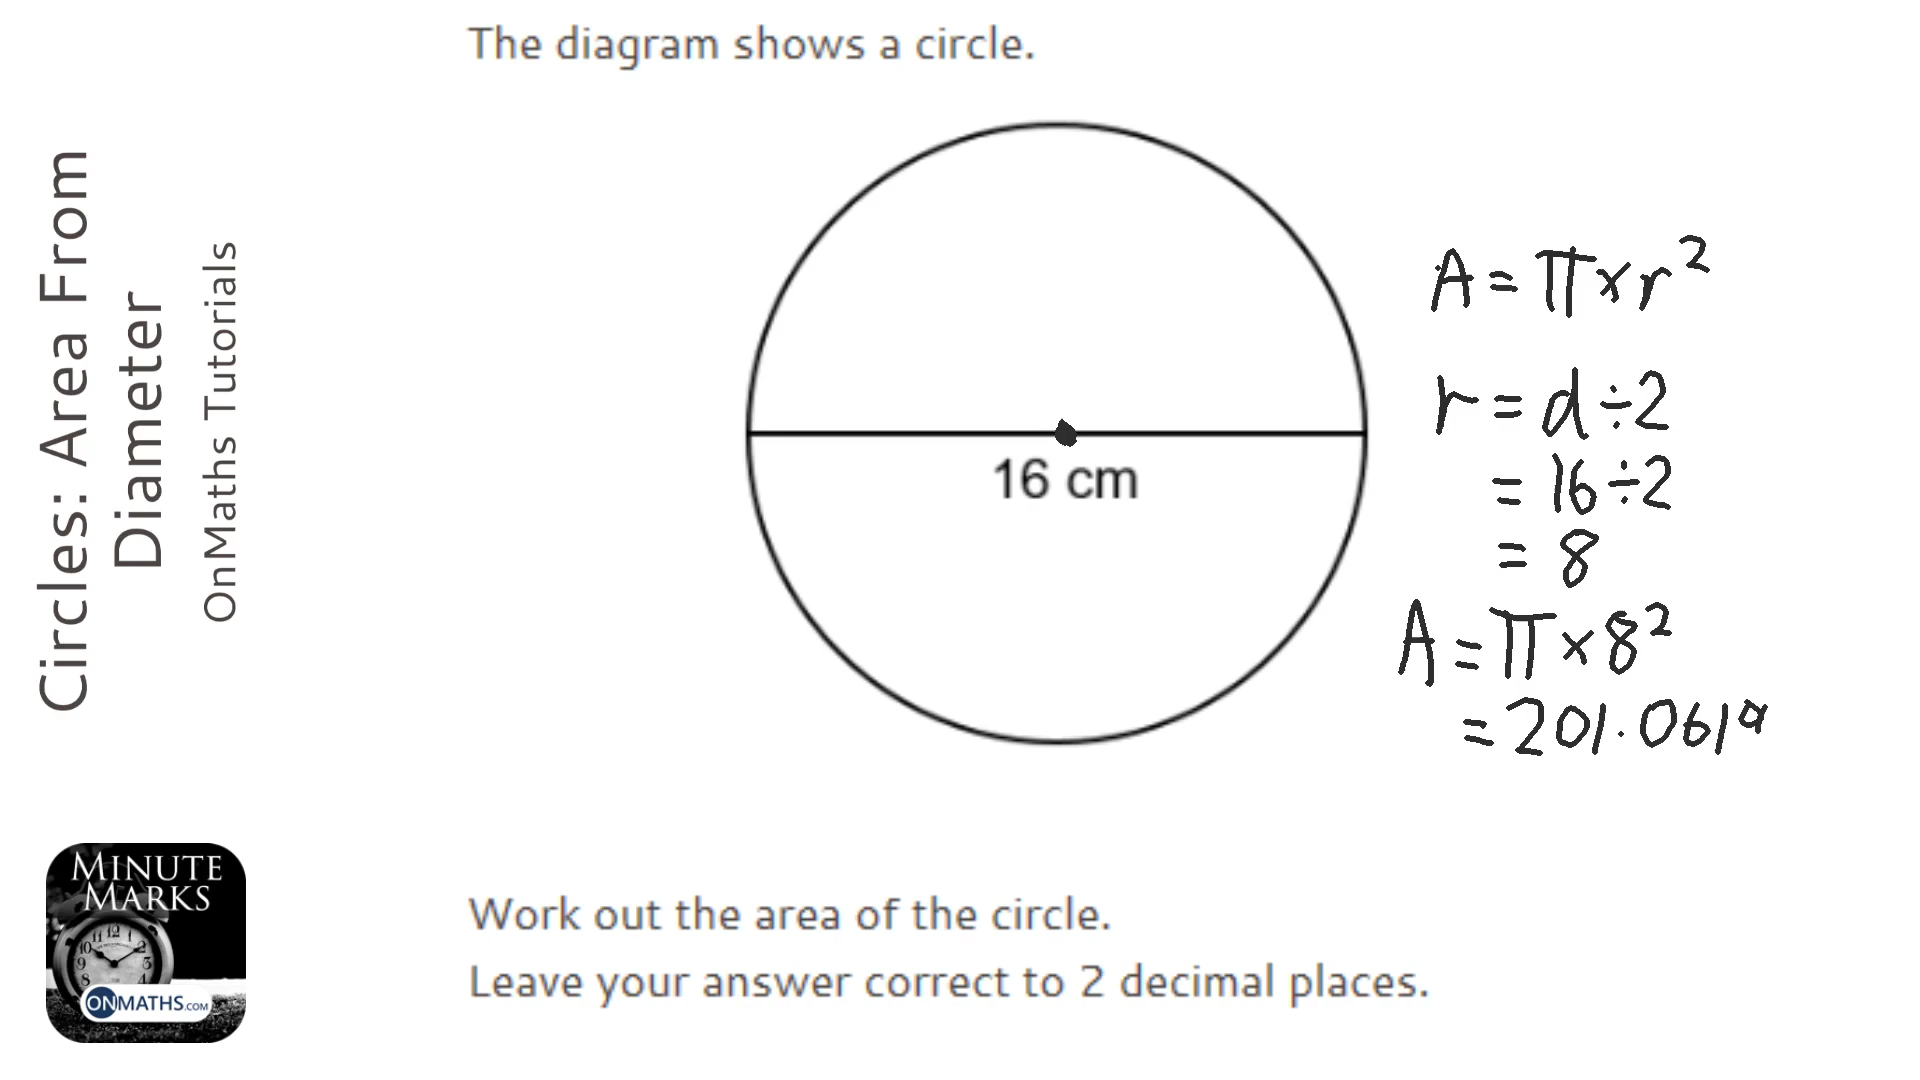 Circles: Area From
Diameter
OnMaths Tutorials
The diagram shows a circle.
16 cm
A = π × r²
r = d ÷ 2
= 16 ÷ 2
= 8
A = π × 8²
= 201.0619
Work out the area of the circle.
Leave your answer correct to 2 decimal places.
MINUTE
MARKS
ONMATHS.COM